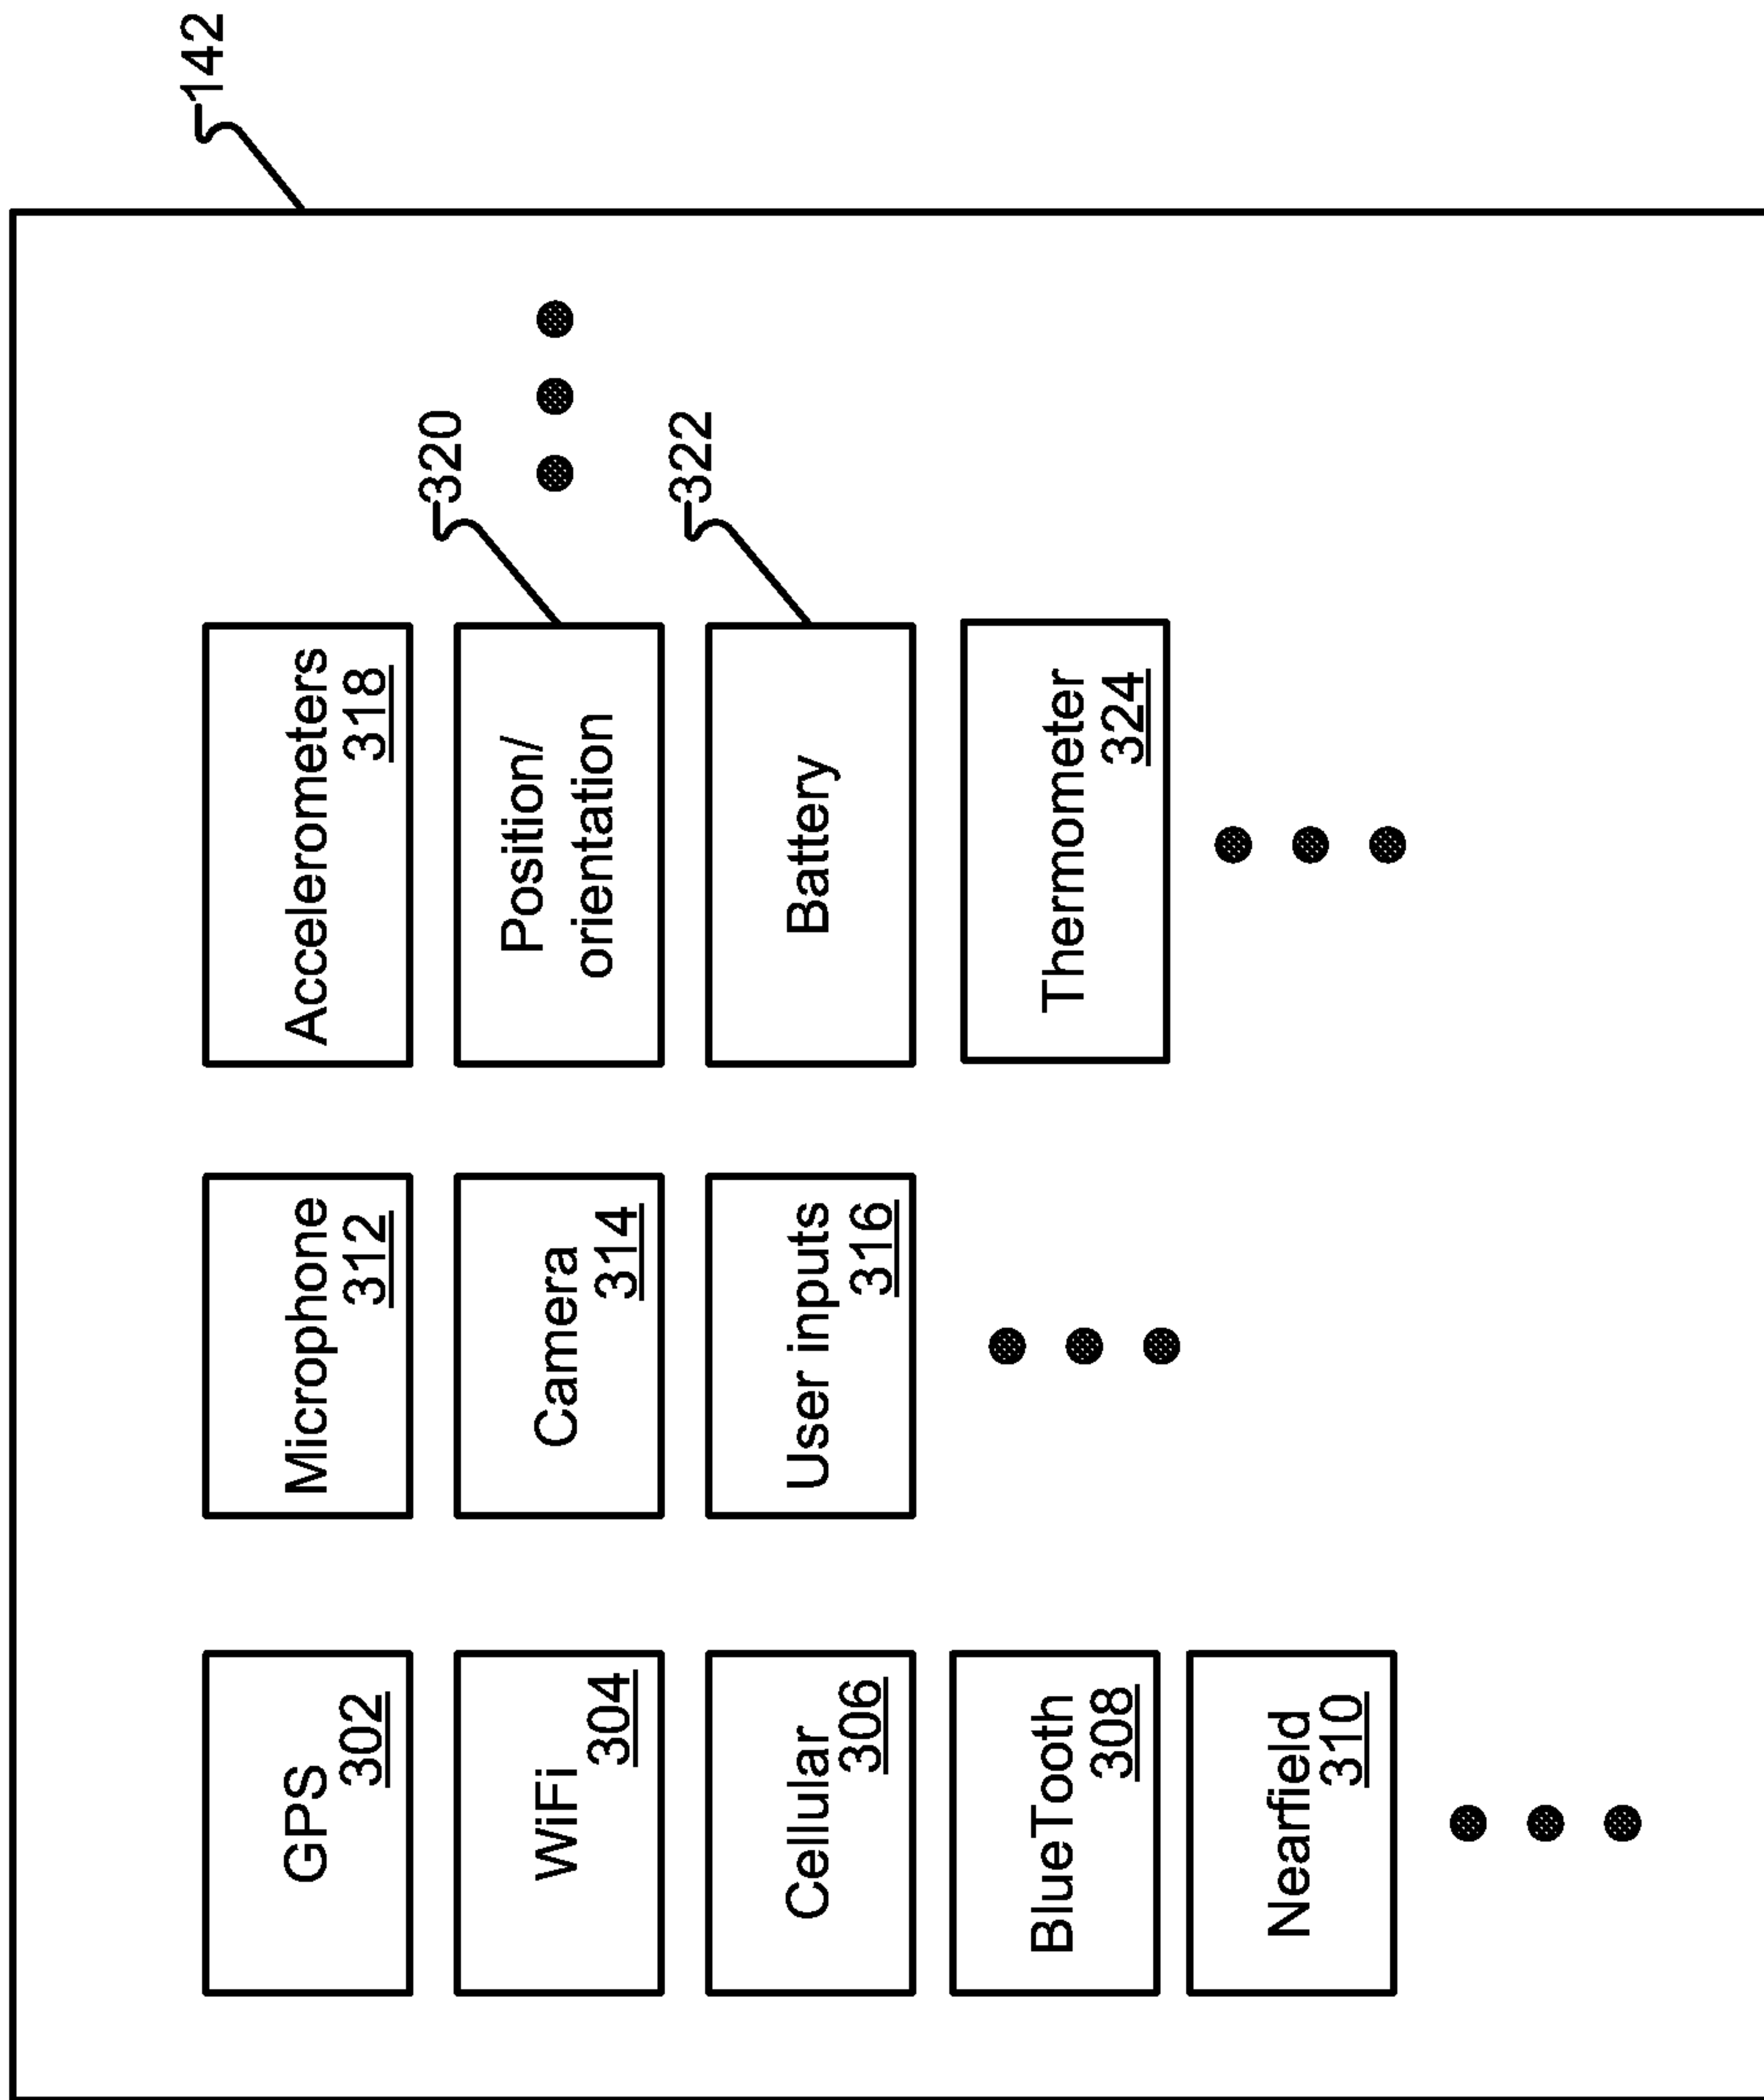 142
GPS
302
WiFi
304
Cellular
306
BlueTooth
308
Nearfield
310
Microphone
312
Camera
314
User inputs
316
Accelerometers
318
Position/
orientation
320
Battery
322
Thermometer
324